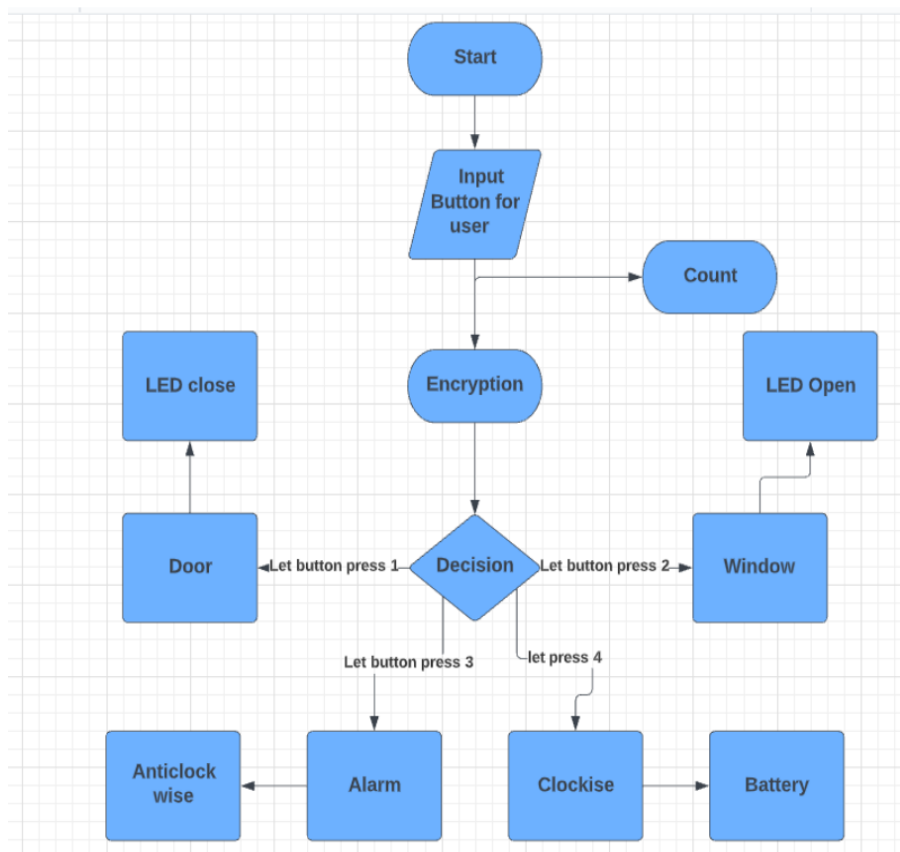 Start
Input
Button for
user
Count
Encryption
LED close
LED Open
Door
Let button press 1
Decision
Let button press 2
Window
Let button press 3
let press 4
Anticlock
wise
Alarm
Clockise
Battery